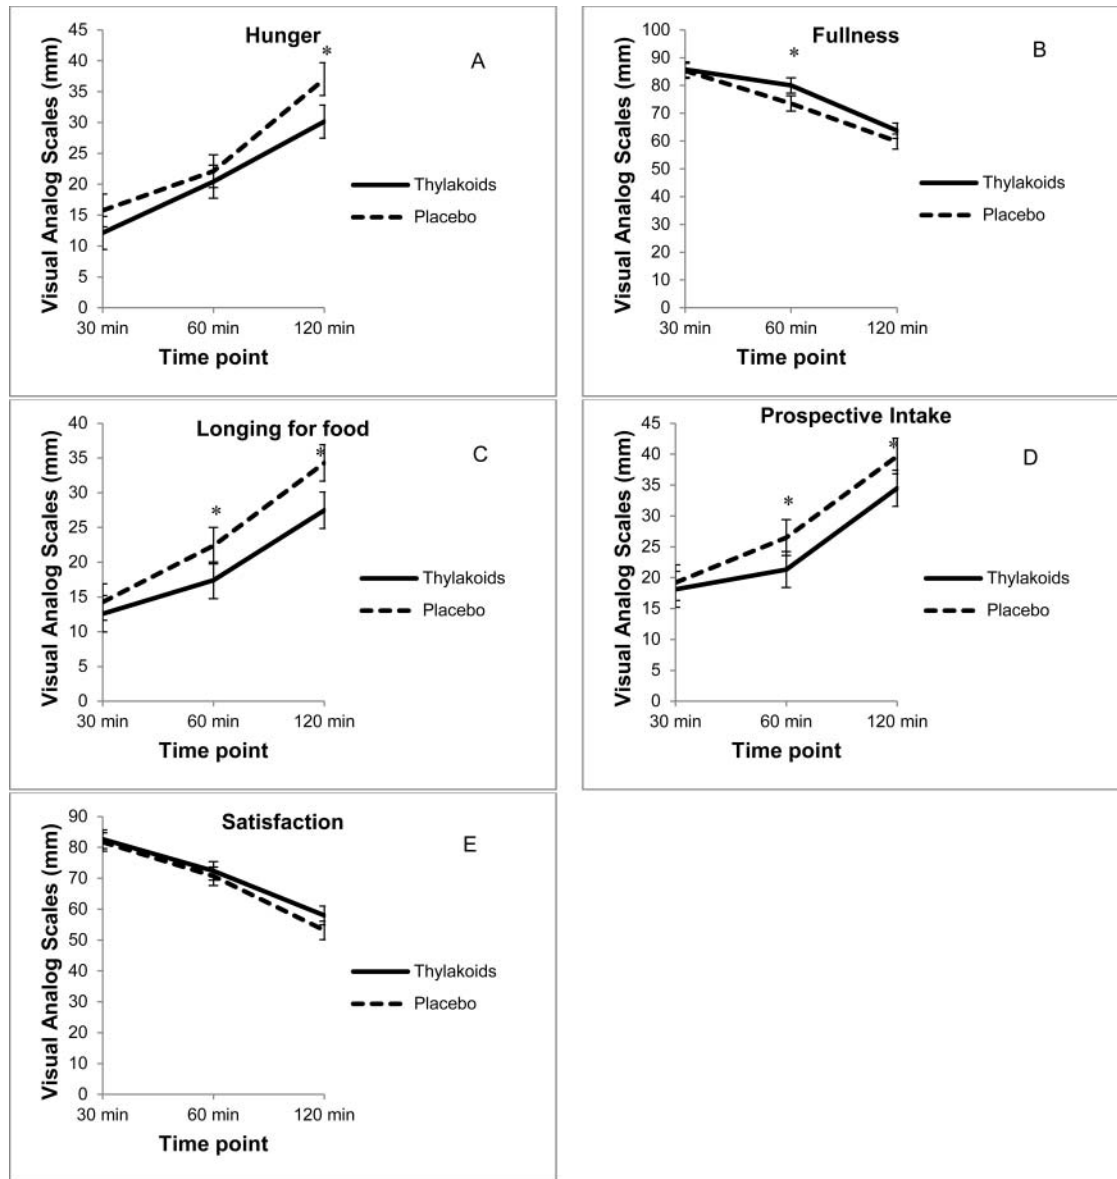 Hunger
A
*
Visual Analog Scales (mm)
45
40
35
30
25
20
15
10
5
0
30 min 60 min 120 min
Time point
Thylakoids
Placebo
Fullness
B
*
Visual Analog Scales (mm)
100
90
80
70
60
50
40
30
20
10
0
30 min 60 min 120 min
Time point
Thylakoids
Placebo
Longing for food
C
*
*
Visual Analog Scales (mm)
40
35
30
25
20
15
10
5
0
30 min 60 min 120 min
Time point
Thylakoids
Placebo
Prospective Intake
D
*
*
Visual Analog Scales (mm)
45
40
35
30
25
20
15
10
5
0
30 min 60 min 120 min
Time point
Thylakoids
Placebo
Satisfaction
E
Visual Analog Scales (mm)
90
80
70
60
50
40
30
20
10
0
30 min 60 min 120 min
Time point
Thylakoids
Placebo